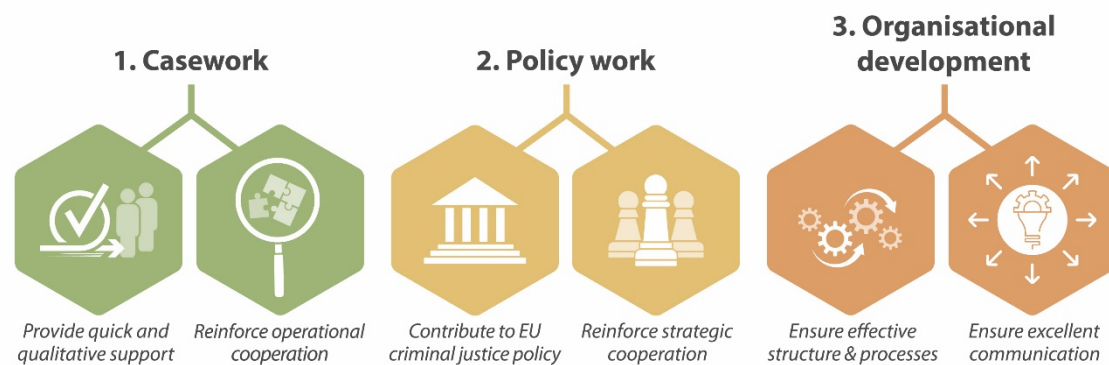 1. Casework
Provide quick and
qualitative support
Reinforce operational
cooperation
2. Policy work
Contribute to EU
criminal justice policy
Reinforce strategic
cooperation
3. Organisational
development
Ensure effective
structure & processes
Ensure excellent
communication